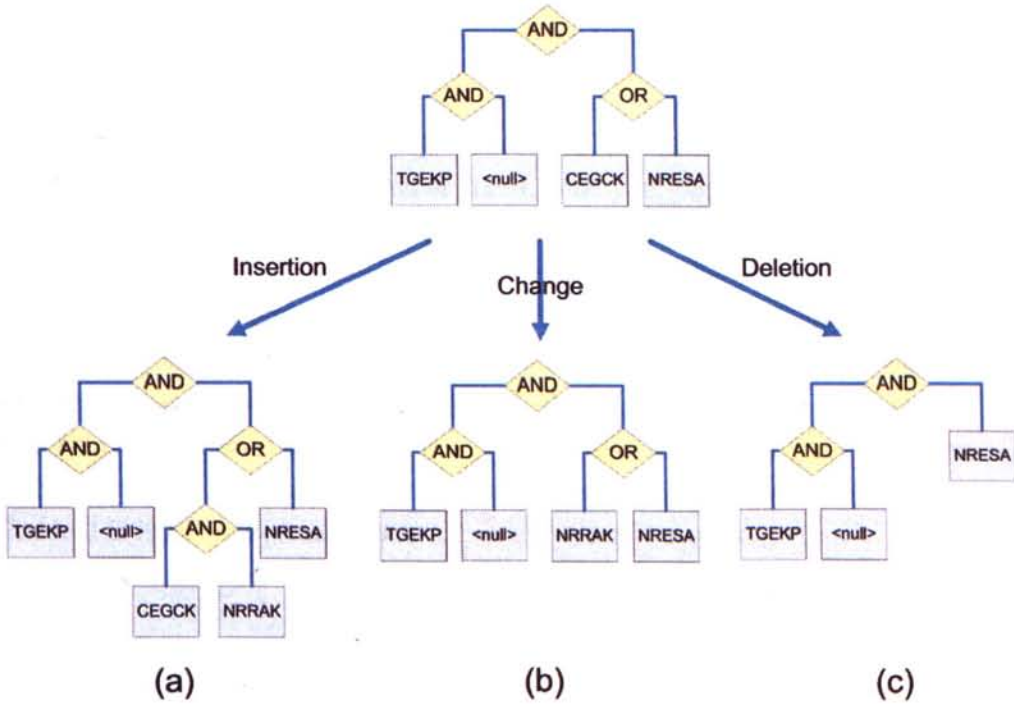 AND
AND OR
TGEKP <null> CEGCK NRESA
Insertion Change Deletion
AND AND AND
AND OR AND OR AND NRESA
TGEKP <null> AND NRESA TGEKP <null> NRRAK NRESA TGEKP <null>
CEGCK NRRAK
(a) (b) (c)